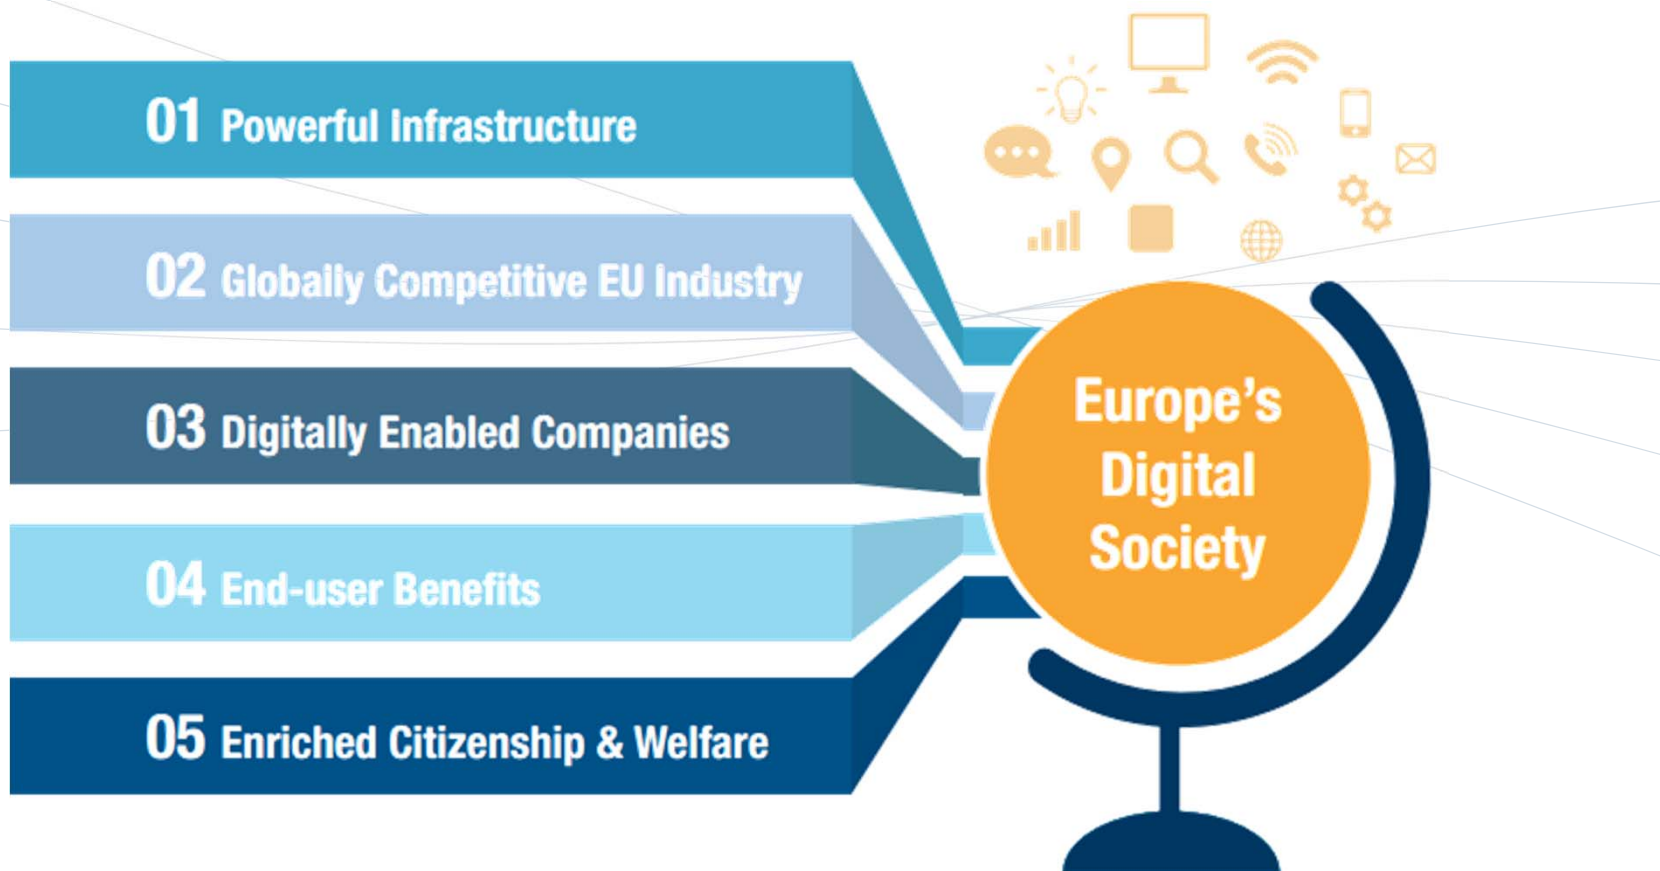 01 Powerful Infrastructure
02 Globally Competitive EU Industry
03 Digitally Enabled Companies
04 End-user Benefits
05 Enriched Citizenship & Welfare
Europe's
Digital
Society